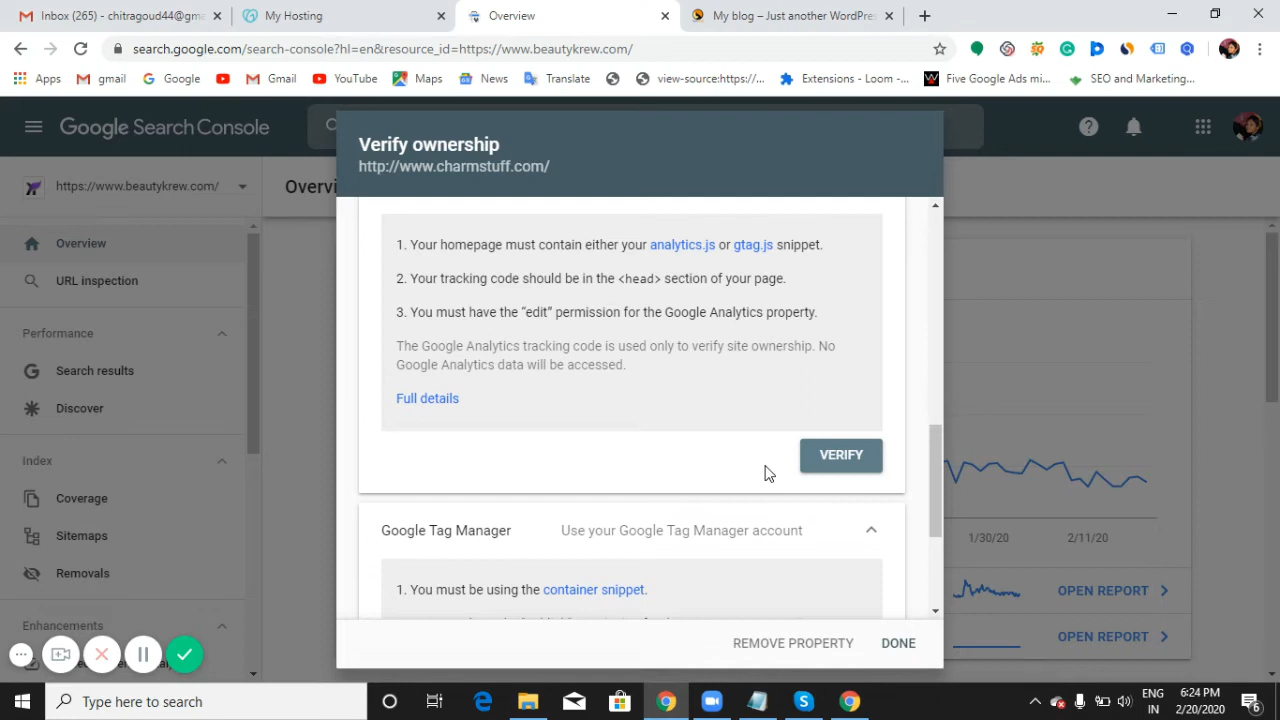 Inbox (265) - chitragoud44@gma
My Hosting
Overview
My blog – Just another WordPres
search.google.com/search-console?hl=en&resource_id=https://www.beautykrew.com/
Apps
gmail
Google
Gmail
YouTube
Maps
News
Translate
view-source:https://...
Extensions - Loom -...
Five Google Ads mi...
SEO and Marketing...
Google Search Console
Verify ownership
http://www.charmstuff.com/
https://www.beautykrew.com/
Overvi
Overview
URL inspection
Performance
Search results
Discover
Index
Coverage
Sitemaps
Removals
Enhancements
1. Your homepage must contain either your analytics.js or gtag.js snippet.
2. Your tracking code should be in the <head> section of your page.
3. You must have the “edit” permission for the Google Analytics property.
The Google Analytics tracking code is used only to verify site ownership. No
Google Analytics data will be accessed.
Full details
VERIFY
Google Tag Manager
Use your Google Tag Manager account
1. You must be using the container snippet.
REMOVE PROPERTY
DONE
1/30/20
2/11/20
OPEN REPORT
OPEN REPORT
Type here to search
ENG
IN
6:24 PM
2/20/2020
6